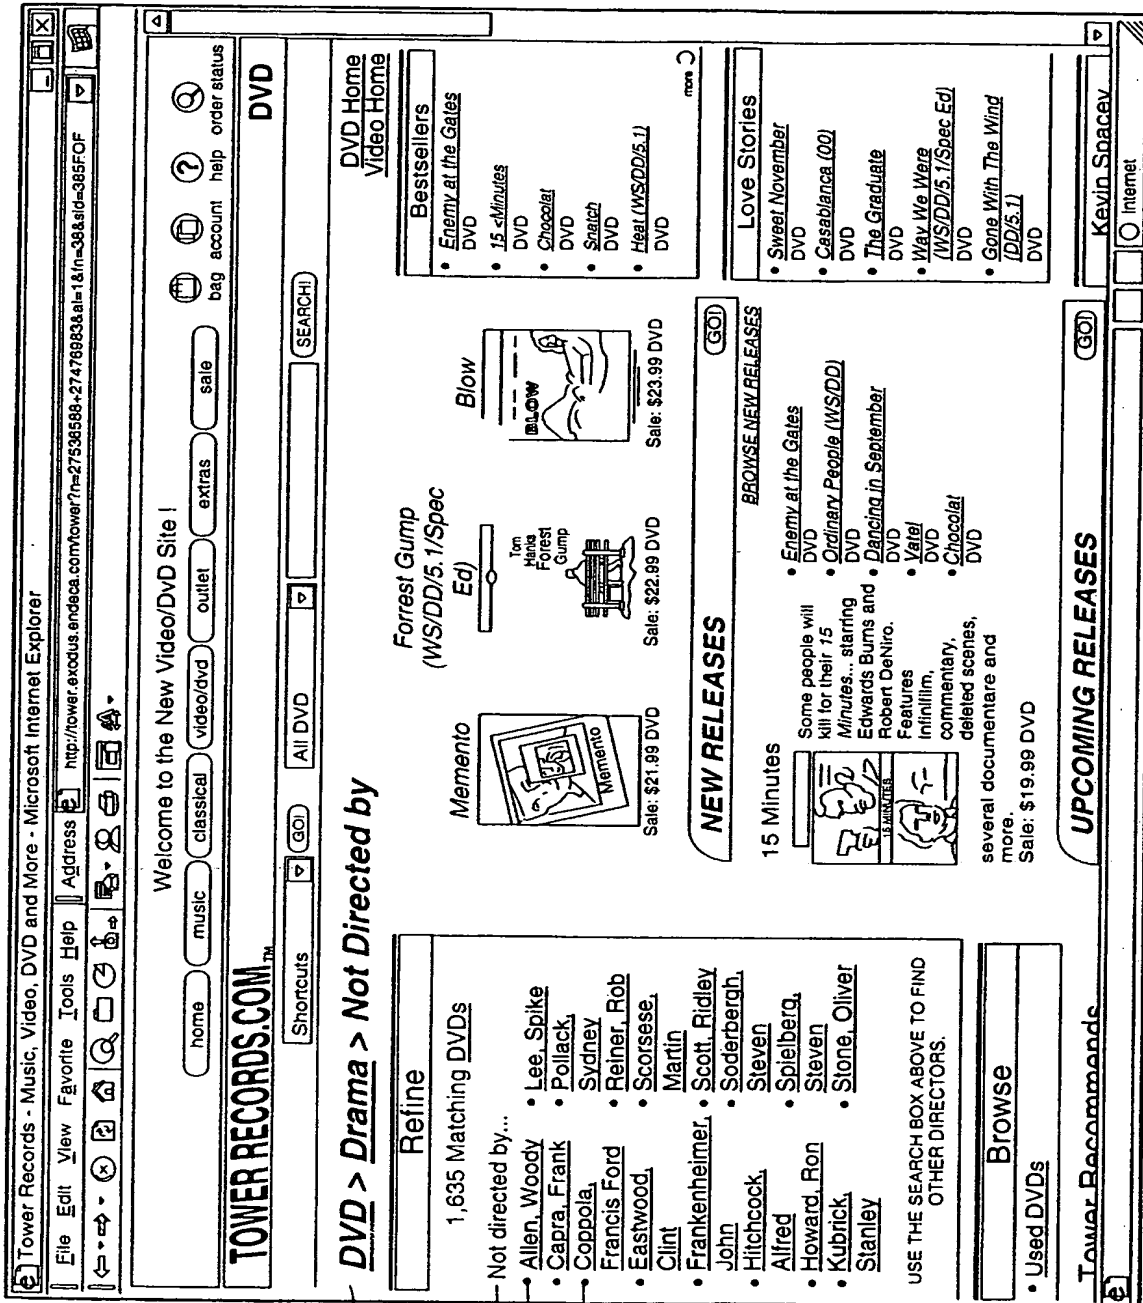 Tower Records - Music, Video, DVD and More - Microsoft Internet Explorer
File Edit View Favorite Tools Help
Address http://tower.exodus.endeca.com/tower?n=27536588+27476983&al=1&fn=38&sid=385FOF
Welcome to the New Video/DvD Site !
home music classical video/dvd outlet extras sale
bag account help order status
TOWER RECORDS.COM™
DVD
Shortcuts GO! All DVD SEARCH!
DVD > Drama > Not Directed by
DVD Home
Video Home
Refine
1,635 Matching DVDs
Not directed by...
• Allen, Woody
• Capra, Frank
• Coppola,
Francis Ford
• Eastwood,
Clint
• Frankenheimer,
John
• Hitchcock,
Alfred
• Howard, Ron
• Kubrick,
Stanley
• Lee, Spike
• Pollack,
Sydney
• Reiner, Rob
• Scorsese,
Martin
• Scott, Ridley
• Soderbergh,
Steven
• Spielberg,
Steven
• Stone, Oliver
USE THE SEARCH BOX ABOVE TO FIND
OTHER DIRECTORS.
Browse
• Used DVDs
Tower Recommends
Memento
Memento
Sale: $21.99 DVD
Forrest Gump
(WS/DD/5.1/Spec
Ed)
Tom
Hanks
Forest
Gump
Sale: $22.99 DVD
Blow
BLOW
Sale: $23.99 DVD
NEW RELEASES GO!
BROWSE NEW RELEASES
15 Minutes
15 MINUTES
Some people will
kill for their 15
Minutes... starring
Edwards Burns and
Robert DeNiro.
Features
Infinifilm,
commentary,
deleted scenes,
several documentare and
more.
Sale: $19.99 DVD
• Enemy at the Gates
DVD
• Ordinary People (WS/DD)
DVD
• Dancing in September
DVD
• Vatel
DVD
• Chocolat
DVD
UPCOMING RELEASES GO!
Bestsellers
• Enemy at the Gates
DVD
• 15 <Minutes
DVD
• Chocolat
DVD
• Snatch
DVD
• Heat (WS/DD/5.1)
DVD
more
Love Stories
• Sweet November
DVD
• Casablanca (00)
DVD
• The Graduate
DVD
• Way We Were
(WS/DD/5.1/Spec Ed)
DVD
• Gone With The Wind
(DD/5.1)
DVD
Kevin Spacey
Internet